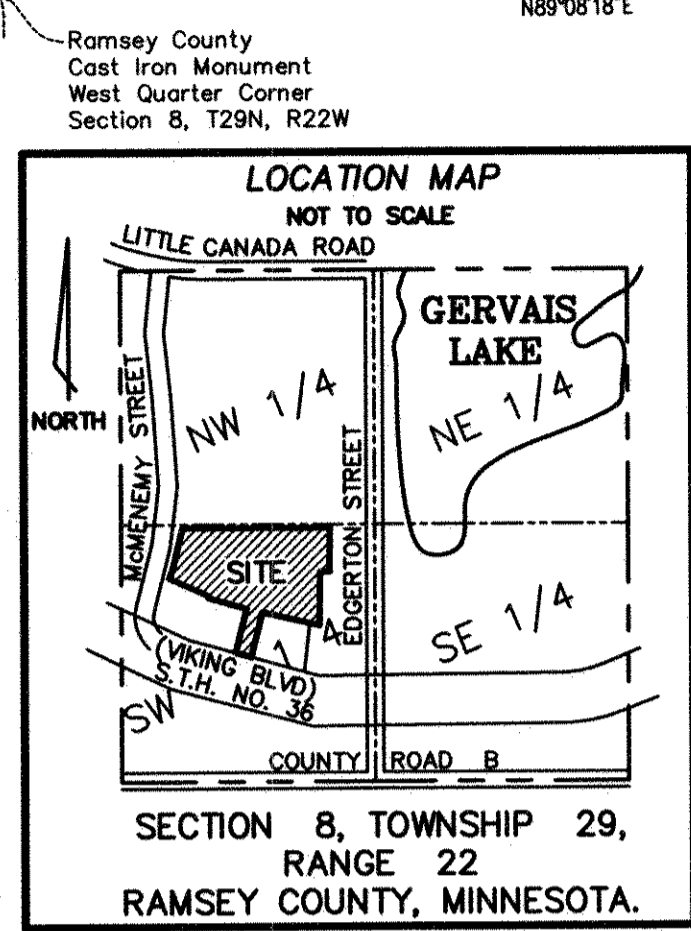 N89°08'18"E
Ramsey County
Cast Iron Monument
West Quarter Corner
Section 8, T29N, R22W
LOCATION MAP
NOT TO SCALE
LITTLE CANADA ROAD
GERVAIS
LAKE
NORTH
McMENEMY STREET
NW 1/4
EDGERTON STREET
NE 1/4
SITE
SW 1/4
SE 1/4
(VIKING BLVD)
S.T.H. NO. 36
COUNTY ROAD B
SECTION 8, TOWNSHIP 29,
RANGE 22
RAMSEY COUNTY, MINNESOTA.